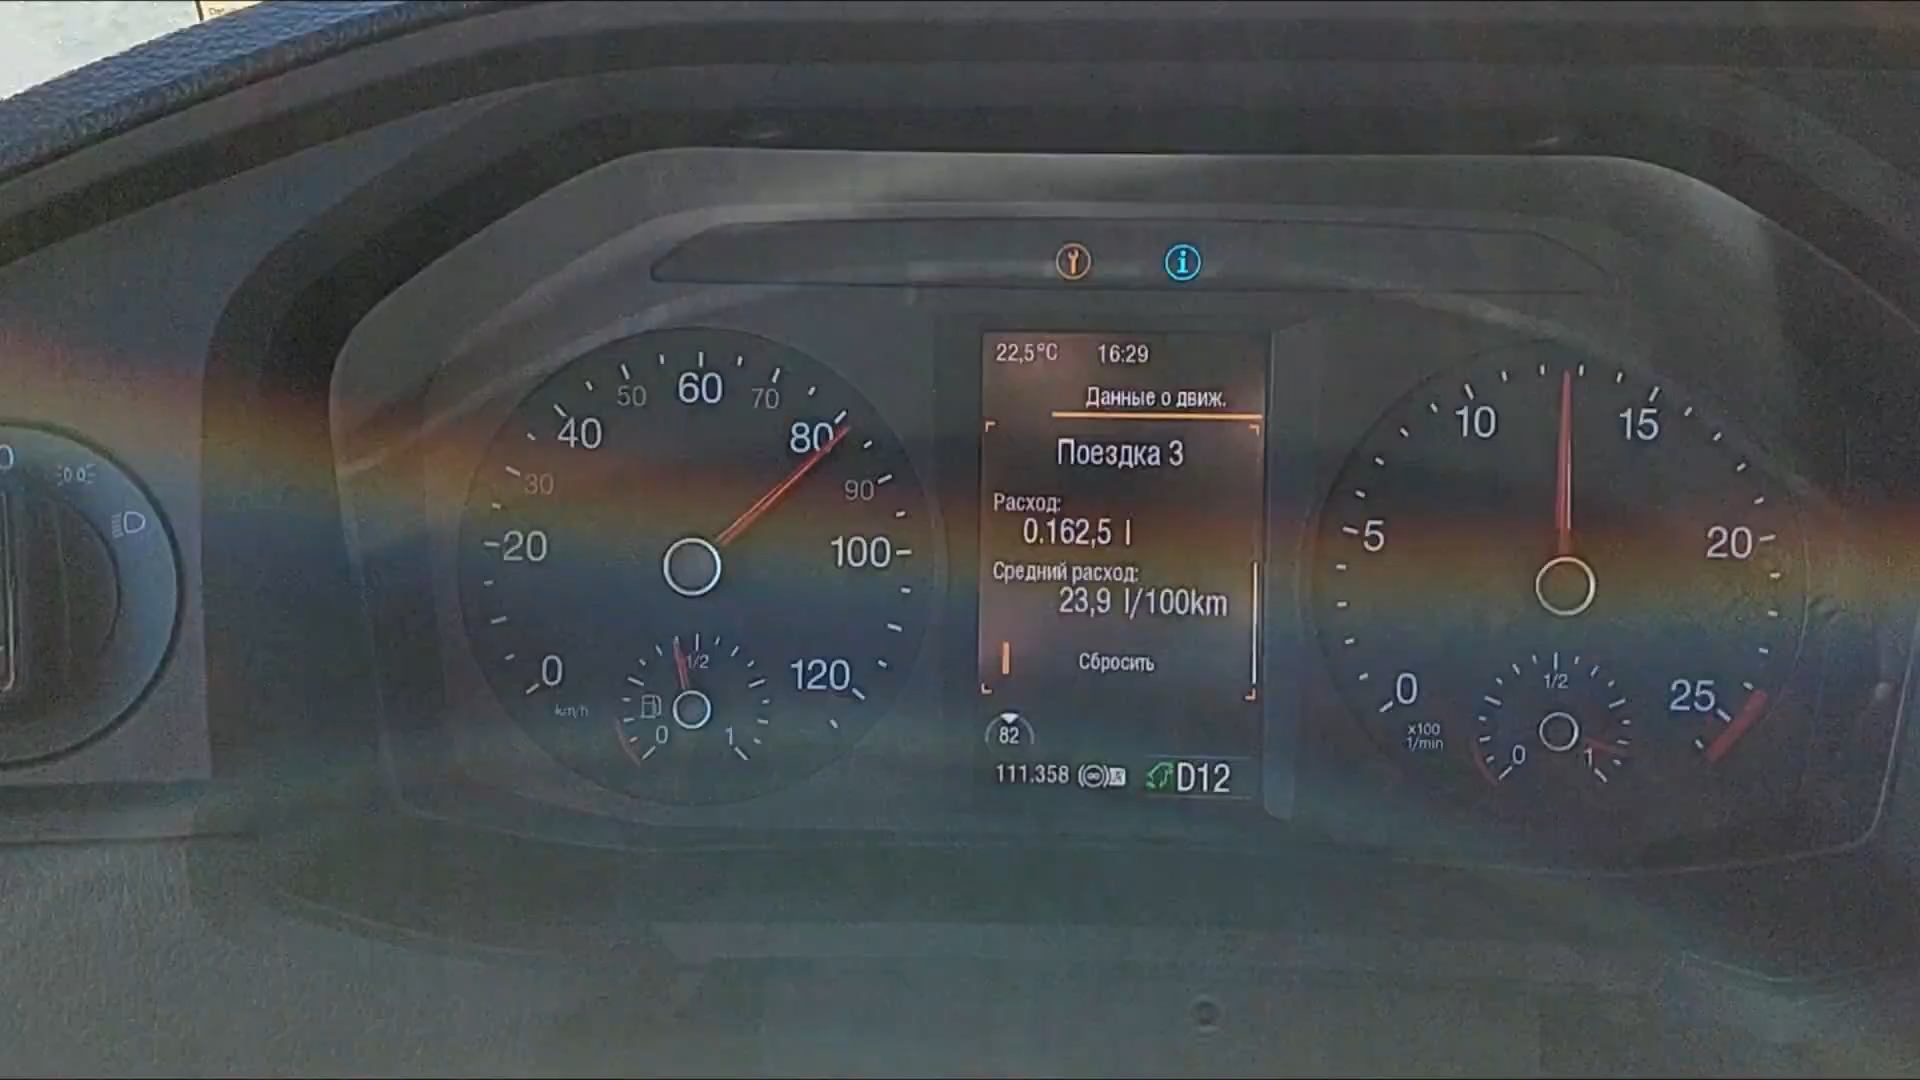 22,5°C 16:29
Данные о движ.
Поездка 3
Расход:
0.162,5 l
Средний расход:
23,9 l/100km
Сбросить
82
111.358 D12
0 20 30 40 50 60 70 80 90 100 120
km/h
0 1/2 1
0 5 10 15 20 25
x100
1/min
0 1/2 1
0